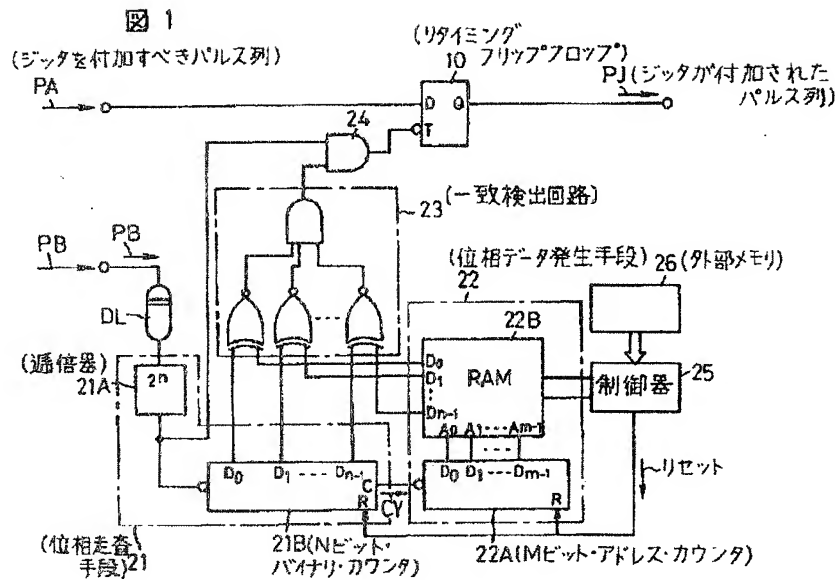 図 1
(ジッタを付加すべきパルス列)
PA
(リタイミング
フリップフロップ)
10
D Q
T
PJ(ジッタが付加された
パルス列)
24
23(一致検出回路)
PB
PB
DL
(逓倍器)
21A
2n
(位相データ発生手段)
22
22B
RAM
D0
D1
Dn-1
A0 A1 ・・・ Am-1
26(外部メモリ)
制御器
25
D0 D1 ---- Dn-1
C
R
CY
D0 D1 ・・・ Dm-1
R
リセット
(位相走査
手段)21
21B(Nビット・
バイナリ・カウンタ)
22A(Mビット・アドレス・カウンタ)